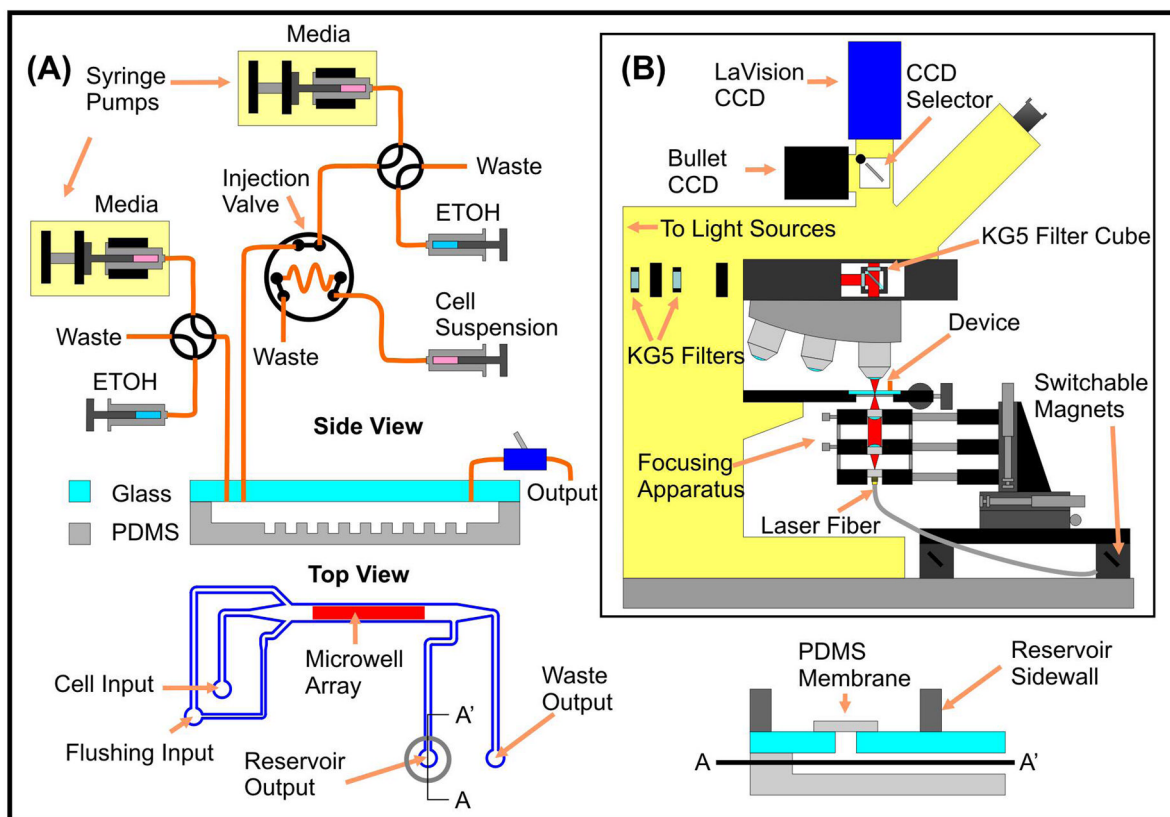 (A)
Syringe
Pumps
Media
Waste
Injection
Valve
Media
ETOH
Cell
Suspension
Waste
Waste
ETOH
Side View
Glass
PDMS
Output
Top View
Microwell
Array
Cell Input
Flushing Input
Reservoir
Output
Waste
Output
A'
A
(B)
LaVision
CCD
CCD
Selector
Bullet
CCD
To Light Sources
KG5 Filter Cube
KG5 Filters
Device
Switchable
Magnets
Focusing
Apparatus
Laser Fiber
PDMS
Membrane
Reservoir
Sidewall
A
A'